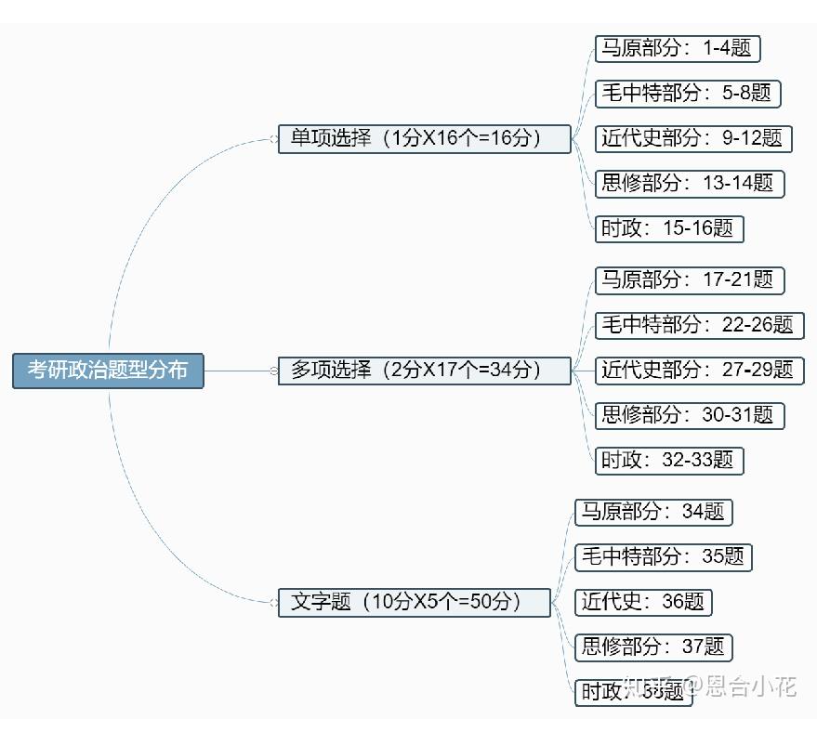 考研政治题型分布
单项选择（1分X16个=16分）
马原部分：1-4题
毛中特部分：5-8题
近代史部分：9-12题
思修部分：13-14题
时政：15-16题
多项选择（2分X17个=34分）
马原部分：17-21题
毛中特部分：22-26题
近代史部分：27-29题
思修部分：30-31题
时政：32-33题
文字题（10分X5个=50分）
马原部分：34题
毛中特部分：35题
近代史：36题
思修部分：37题
时政：38题
知乎 @恩台小花